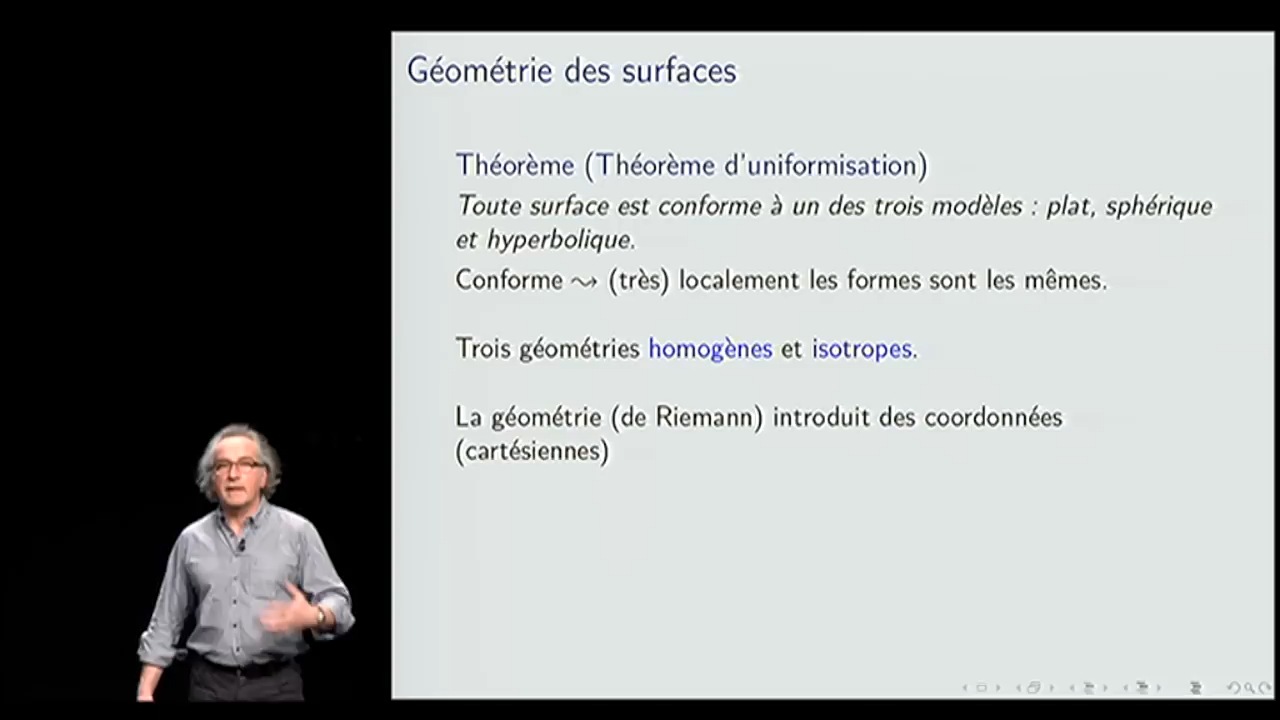 Géométrie des surfaces
Théorème (Théorème d'uniformisation)
Toute surface est conforme à un des trois modèles : plat, sphérique
et hyperbolique.
Conforme ⇝ (très) localement les formes sont les mêmes.
Trois géométries homogènes et isotropes.
La géométrie (de Riemann) introduit des coordonnées
(cartésiennes)